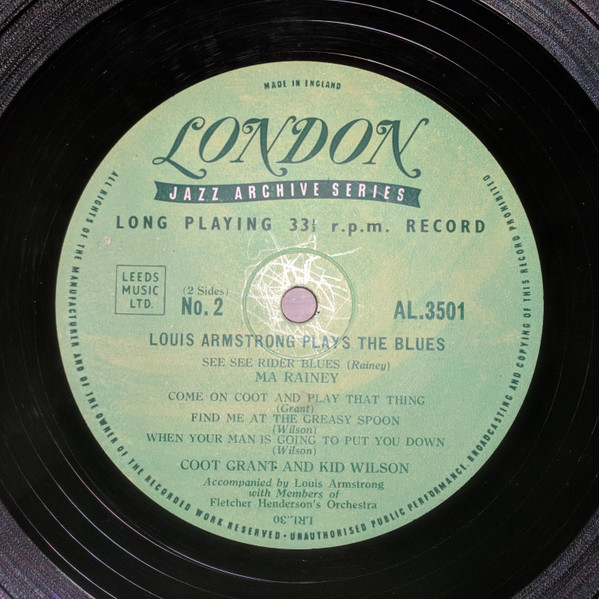 MADE IN ENGLAND
LONDON
JAZZ ARCHIVE SERIES
LONG PLAYING 33⅓ r.p.m. RECORD
LEEDS
MUSIC
LTD.
(2 Sides)
No. 2
AL.3501
LOUIS ARMSTRONG PLAYS THE BLUES
SEE SEE RIDER BLUES (Rainey)
MA RAINEY
COME ON COOT AND PLAY THAT THING
(Grant)
FIND ME AT THE GREASY SPOON
(Wilson)
WHEN YOUR MAN IS GOING TO PUT YOU DOWN
(Wilson)
COOT GRANT AND KID WILSON
Accompanied by Louis Armstrong
with Members of
Fletcher Henderson's Orchestra
LRL.30
ALL RIGHTS OF THE MANUFACTURER AND OF THE OWNER OF THE RECORDED WORK RESERVED · UNAUTHORISED PUBLIC PERFORMANCE, BROADCASTING AND COPYING OF THIS RECORD PROHIBITED